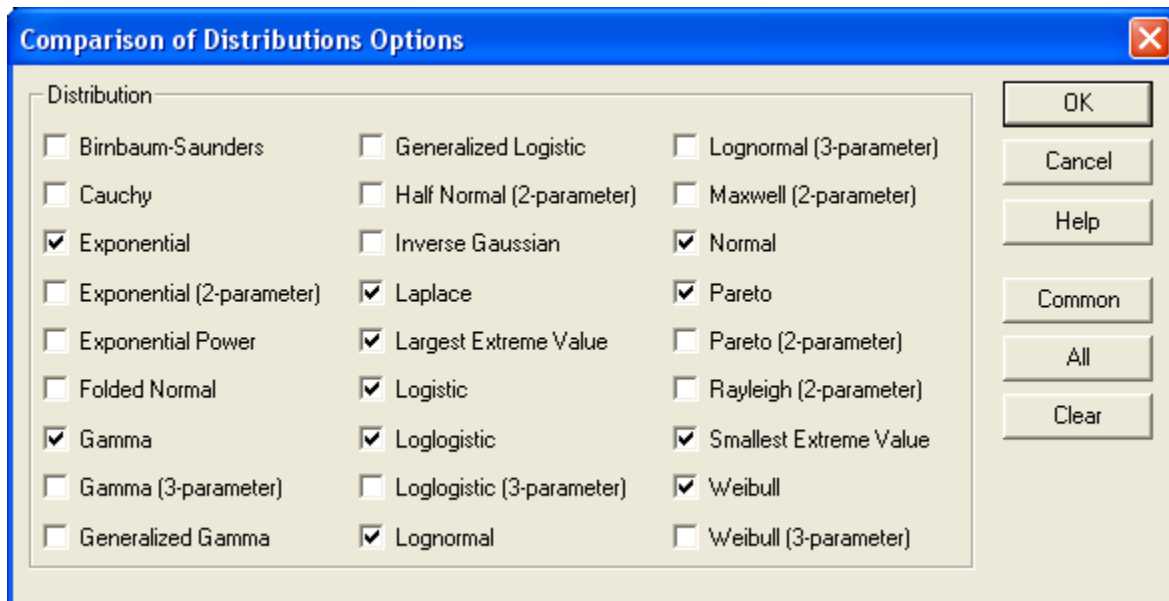 Comparison of Distributions Options
Distribution
Birnbaum-Saunders
Cauchy
Exponential
Exponential (2-parameter)
Exponential Power
Folded Normal
Gamma
Gamma (3-parameter)
Generalized Gamma
Generalized Logistic
Half Normal (2-parameter)
Inverse Gaussian
Laplace
Largest Extreme Value
Logistic
Loglogistic
Loglogistic (3-parameter)
Lognormal
Lognormal (3-parameter)
Maxwell (2-parameter)
Normal
Pareto
Pareto (2-parameter)
Rayleigh (2-parameter)
Smallest Extreme Value
Weibull
Weibull (3-parameter)
OK
Cancel
Help
Common
All
Clear